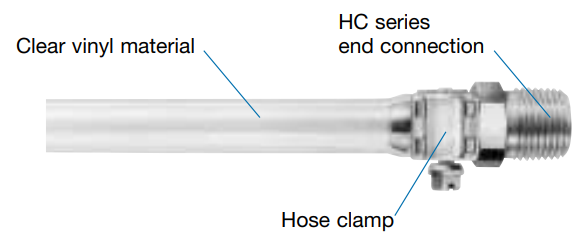 Clear vinyl material
HC series
end connection
Hose clamp